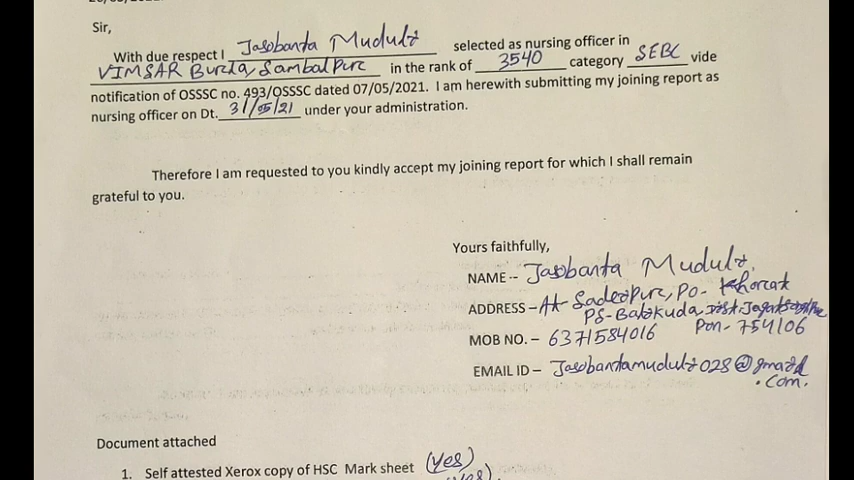 Sir,
With due respect I Jasobanta Muduli selected as nursing officer in
VIMSAR Burla, Sambalpur in the rank of 3540 category SEBC vide
notification of OSSSC no. 493/OSSSC dated 07/05/2021. I am herewith submitting my joining report as
nursing officer on Dt. 31/05/21 under your administration.
Therefore I am requested to you kindly accept my joining report for which I shall remain
grateful to you.
Yours faithfully,
NAME -- Jasobanta Muduli
ADDRESS – At- Sadeipur, Po-
PS- Balikuda, Dist.
Pin- 754106
MOB NO. – 6371584016
EMAIL ID – Jasobantamuduli028@gmail
.com.
Document attached
1. Self attested Xerox copy of HSC Mark sheet (yes)